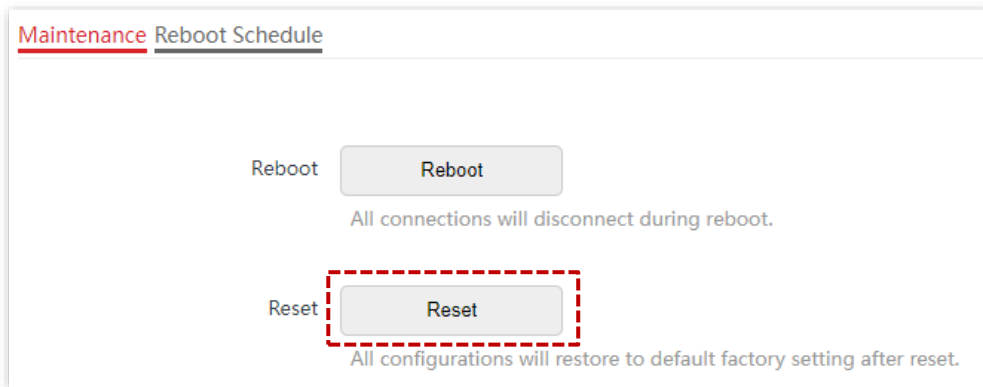 Maintenance Reboot Schedule
Reboot Reboot
All connections will disconnect during reboot.
Reset Reset
All configurations will restore to default factory setting after reset.